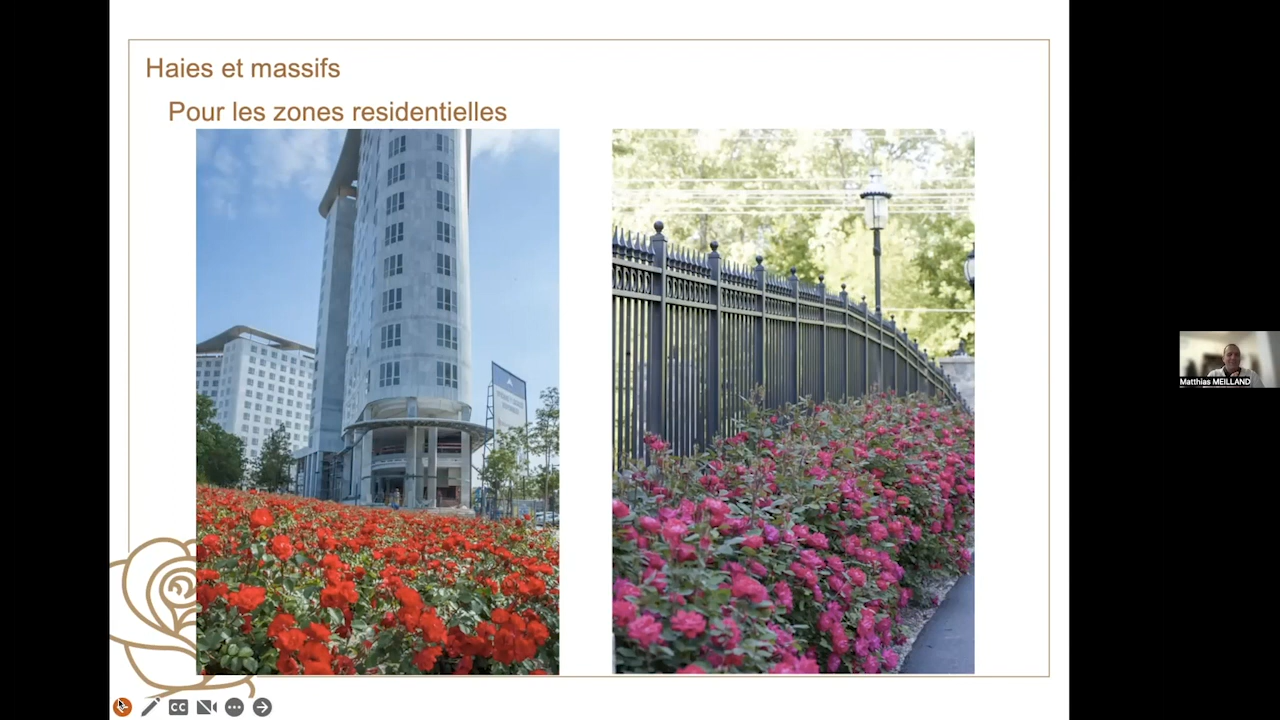 Haies et massifs
Pour les zones residentielles
Matthias MEILLAND
CC